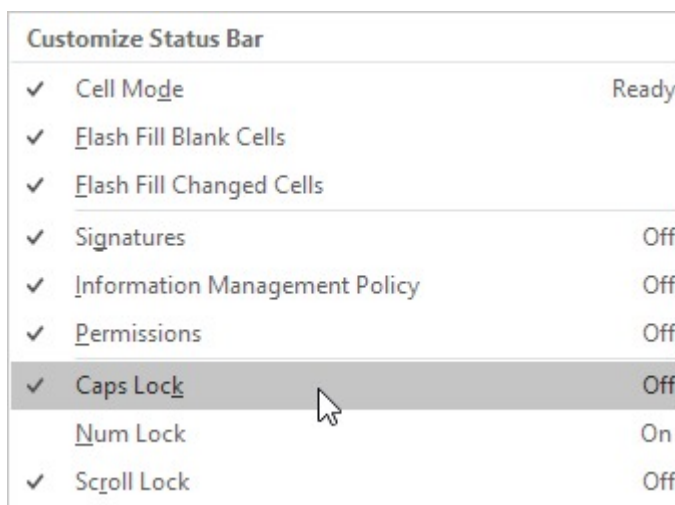 Customize Status Bar
Cell Mode Ready
Flash Fill Blank Cells
Flash Fill Changed Cells
Signatures Off
Information Management Policy Off
Permissions Off
Caps Lock Off
Num Lock On
Scroll Lock Off